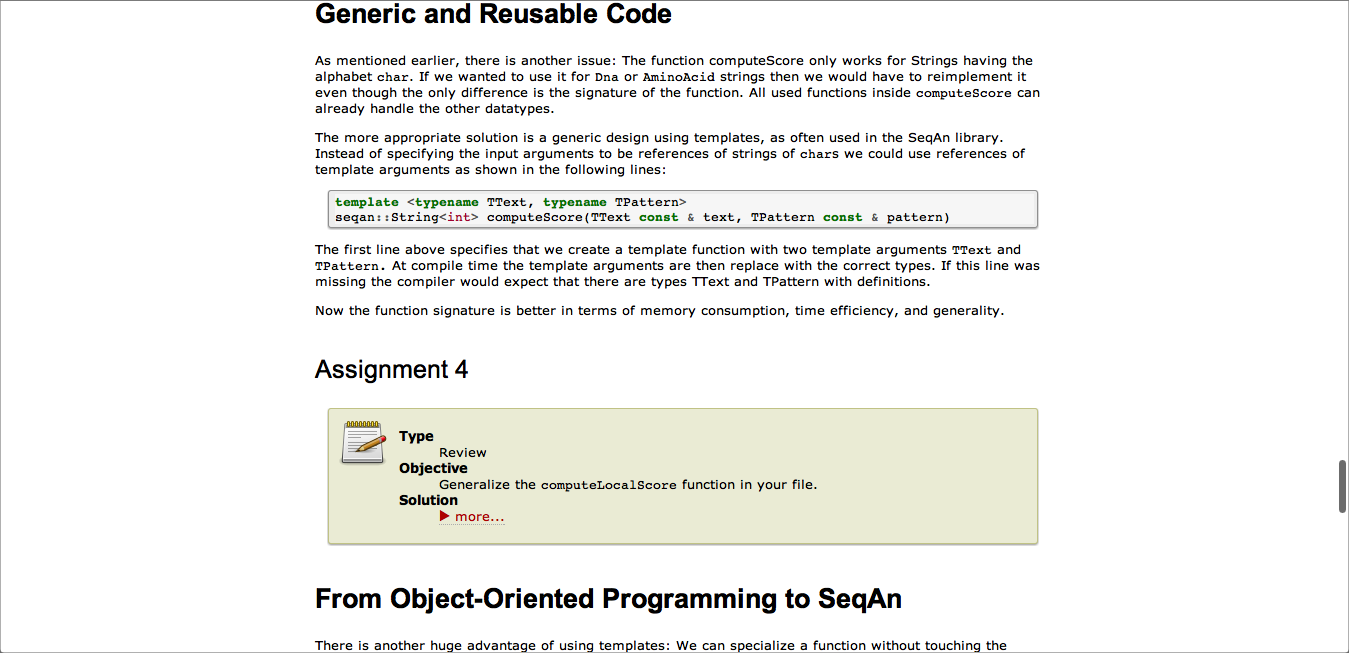 Generic and Reusable Code
As mentioned earlier, there is another issue: The function computeScore only works for Strings having the
alphabet char. If we wanted to use it for Dna or AminoAcid strings then we would have to reimplement it
even though the only difference is the signature of the function. All used functions inside computeScore can
already handle the other datatypes.
The more appropriate solution is a generic design using templates, as often used in the SeqAn library.
Instead of specifying the input arguments to be references of strings of chars we could use references of
template arguments as shown in the following lines:
template <typename TText, typename TPattern>
seqan::String<int> computeScore(TText const & text, TPattern const & pattern)
The first line above specifies that we create a template function with two template arguments TText and
TPattern. At compile time the template arguments are then replace with the correct types. If this line was
missing the compiler would expect that there are types TText and TPattern with definitions.
Now the function signature is better in terms of memory consumption, time efficiency, and generality.
Assignment 4
Type
Review
Objective
Generalize the computeLocalScore function in your file.
Solution
▶ more...
From Object-Oriented Programming to SeqAn
There is another huge advantage of using templates: We can specialize a function without touching the